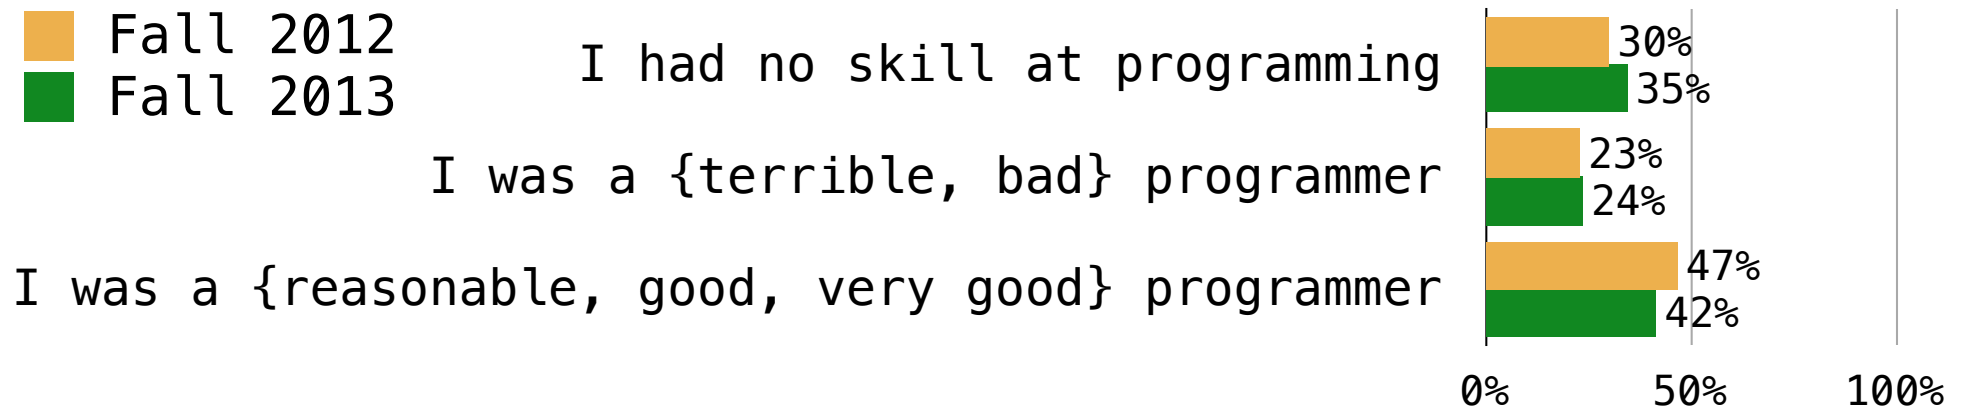 Fall 2012
Fall 2013
I had no skill at programming
30%
35%
I was a {terrible, bad} programmer
23%
24%
I was a {reasonable, good, very good} programmer
47%
42%
0% 50% 100%